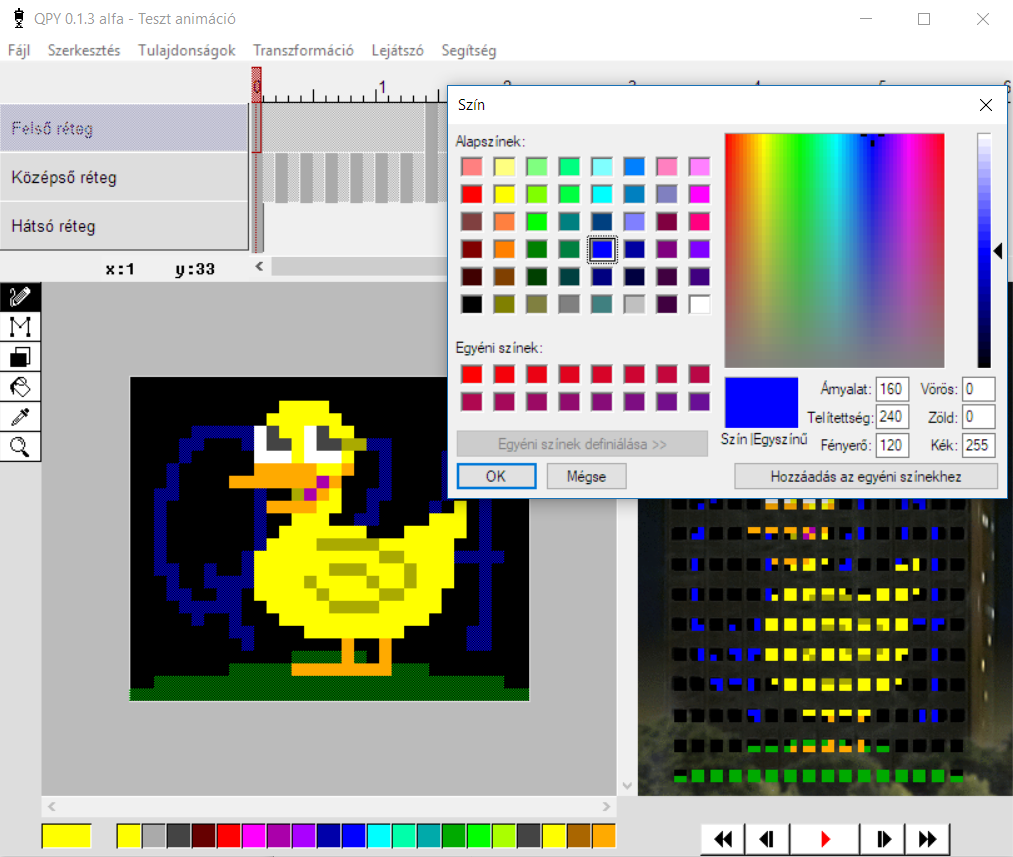 QPY 0.1.3 alfa - Teszt animáció
Fájl Szerkesztés Tulajdonságok Transzformáció Lejátszó Segítség
0 1 2 3 4 5 6
Szín
Felső réteg
Középső réteg
Hátsó réteg
x:1 y:33
Alapszínek:
Egyéni színek:
Egyéni színek definiálása >>
OK Mégse
Szín|Egyszínű
Árnyalat: 160 Vörös: 0
Telítettség: 240 Zöld: 0
Fényerő: 120 Kék: 255
Hozzáadás az egyéni színekhez